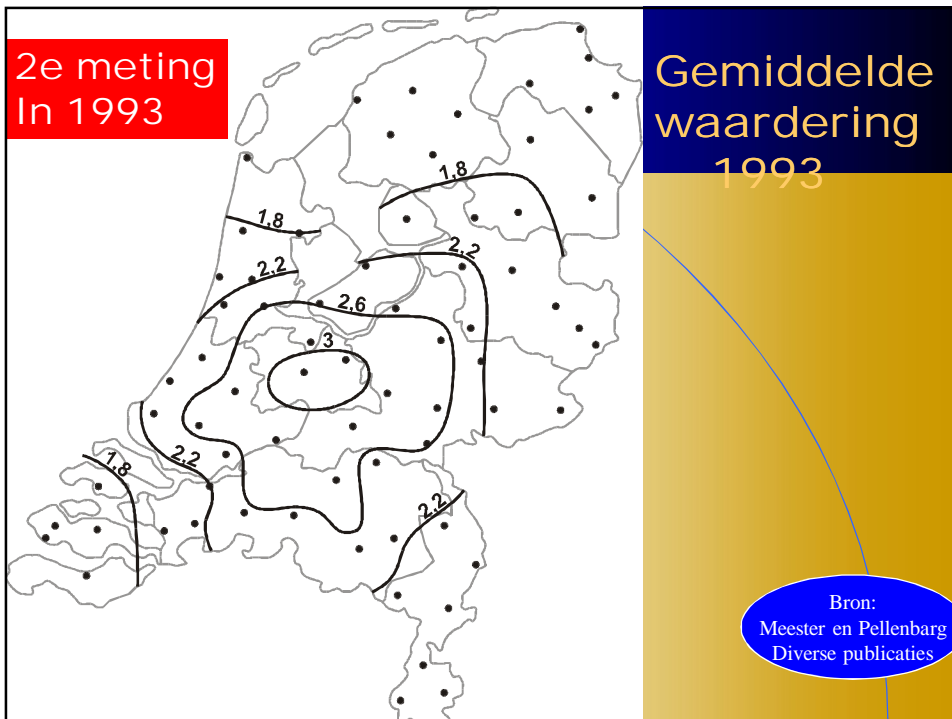 2e meting
In 1993
Gemiddelde
waardering
1993
1,8
1,8
2,2
2,2
2,6
3
1,8
2,2
2,2
Bron:
Meester en Pellenbarg
Diverse publicaties